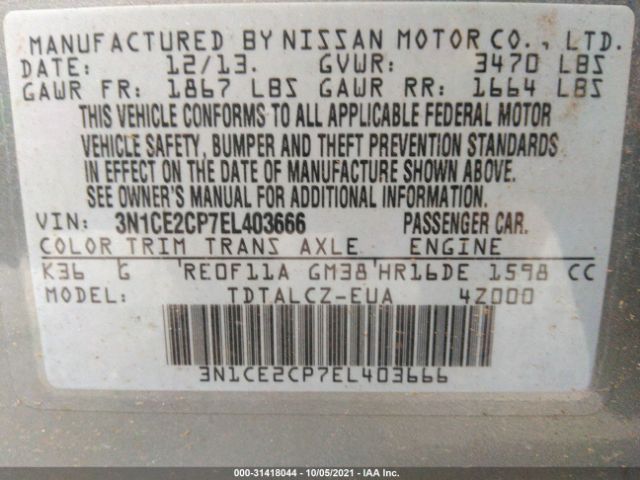 MANUFACTURED BY NISSAN MOTOR CO., LTD.
DATE: 12/13. GVWR: 3470 LBS
GAWR FR: 1867 LBS GAWR RR: 1664 LBS
THIS VEHICLE CONFORMS TO ALL APPLICABLE FEDERAL MOTOR
VEHICLE SAFETY, BUMPER AND THEFT PREVENTION STANDARDS
IN EFFECT ON THE DATE OF MANUFACTURE SHOWN ABOVE.
SEE OWNER'S MANUAL FOR ADDITIONAL INFORMATION.
VIN: 3N1CE2CP7EL403666 PASSENGER CAR.
COLOR TRIM TRANS AXLE ENGINE
K36 G RE0F11A GM38 HR16DE 1598 CC
MODEL: TDTALCZ-EUA 4Z000
3N1CE2CP7EL403666
000-31418044 - 10/05/2021 - IAA Inc.